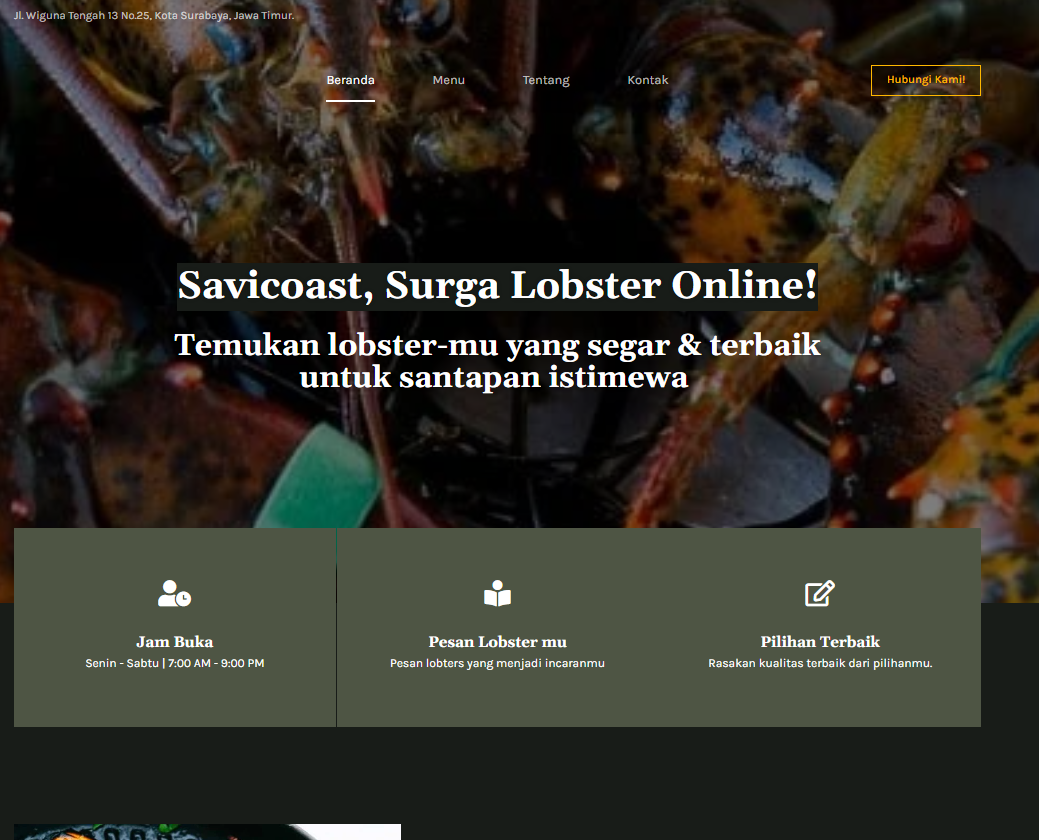 Jl. Wiguna Tengah 13 No.25, Kota Surabaya, Jawa Timur.
Beranda Menu Tentang Kontak Hubungi Kami!
Savicoast, Surga Lobster Online!
Temukan lobster-mu yang segar & terbaik
untuk santapan istimewa
Jam Buka
Senin - Sabtu | 7:00 AM - 9:00 PM
Pesan Lobster mu
Pesan lobters yang menjadi incaranmu
Pilihan Terbaik
Rasakan kualitas terbaik dari pilihanmu.